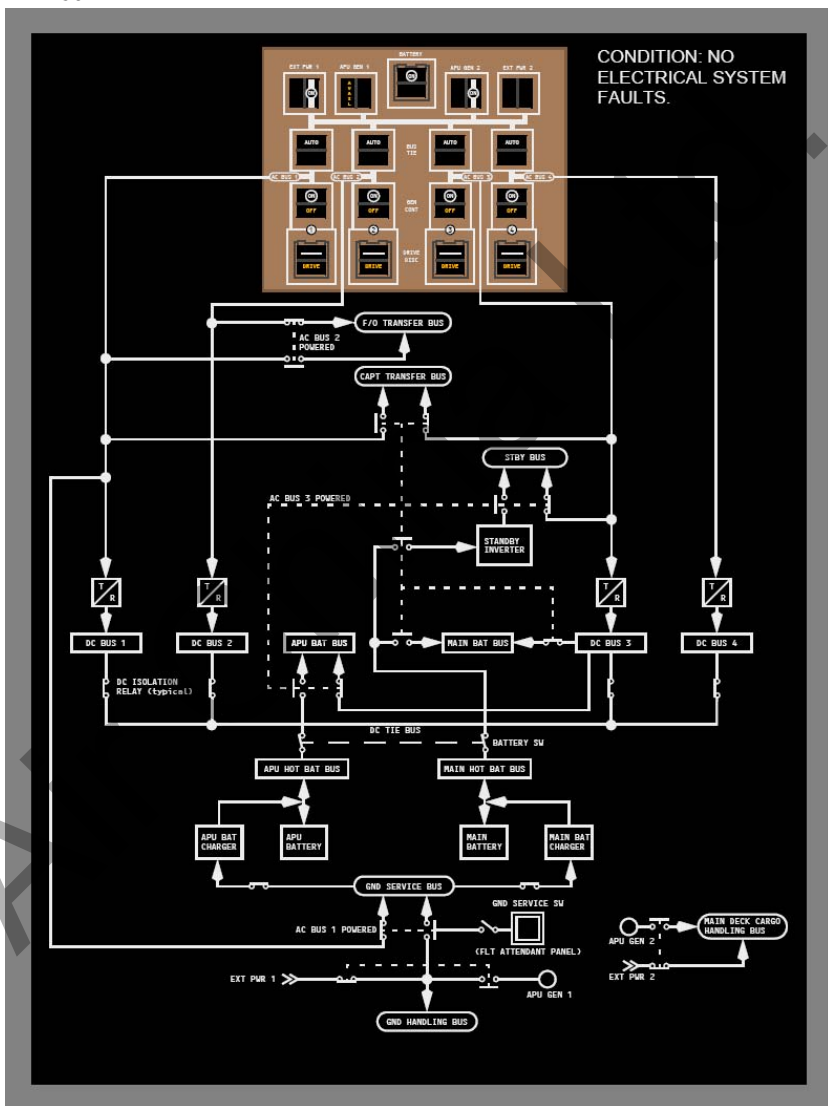 CONDITION: NO
ELECTRICAL SYSTEM
FAULTS.
BATTERY
EXT PWR 1
APU GEN 1
APU GEN 2
EXT PWR 2
ON
AVAIL
ON
ON
AUTO
AUTO
BUS
TIE
AUTO
AUTO
AC BUS 1
AC BUS 2
AC BUS 3
AC BUS 4
ON
OFF
ON
OFF
GEN
CONT
ON
OFF
ON
OFF
1
2
3
4
DRIVE
DRIVE
DRIVE
DISC
DRIVE
DRIVE
F/O TRANSFER BUS
AC BUS 2
POWERED
CAPT TRANSFER BUS
STBY BUS
AC BUS 3 POWERED
STANDBY
INVERTER
T
R
T
R
T
R
T
R
DC BUS 1
DC BUS 2
APU BAT BUS
MAIN BAT BUS
DC BUS 3
DC BUS 4
DC ISOLATION
RELAY (typical)
DC TIE BUS
BATTERY SW
APU HOT BAT BUS
MAIN HOT BAT BUS
APU BAT
CHARGER
APU
BATTERY
MAIN
BATTERY
MAIN BAT
CHARGER
GND SERVICE BUS
GND SERVICE SW
AC BUS 1 POWERED
(FLT ATTENDANT PANEL)
APU GEN 2
MAIN DECK CARGO
HANDLING BUS
EXT PWR 1
APU GEN 1
EXT PWR 2
GND HANDLING BUS